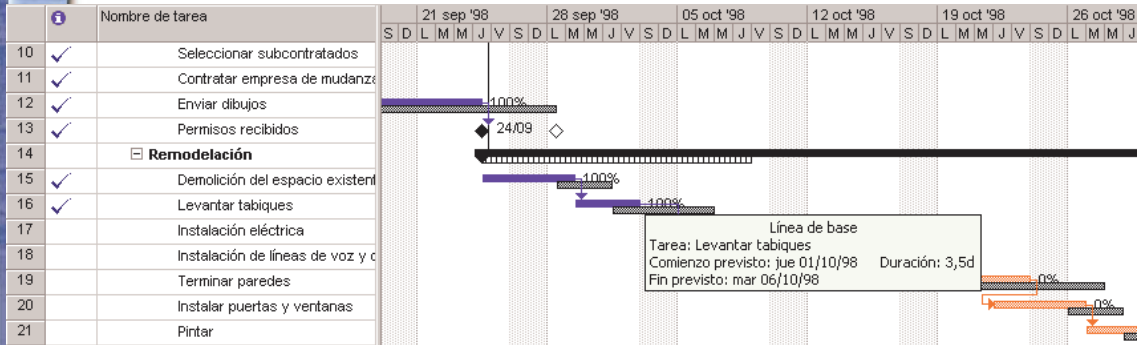 Nombre de tarea
21 sep '98 28 sep '98 05 oct '98 12 oct '98 19 oct '98 26 oct '98
S D L M M J V S D L M M J V S D L M M J V S D L M M J V S D L M M J V S D L M M J
10 Seleccionar subcontratados
11 Contratar empresa de mudanza
12 Enviar dibujos 100%
13 Permisos recibidos 24/09
14 Remodelación
15 Demolición del espacio existent 100%
16 Levantar tabiques 100%
17 Instalación eléctrica
18 Instalación de líneas de voz y d
19 Terminar paredes 0%
20 Instalar puertas y ventanas 0%
21 Pintar
Línea de base
Tarea: Levantar tabiques
Comienzo previsto: jue 01/10/98 Duración: 3,5d
Fin previsto: mar 06/10/98